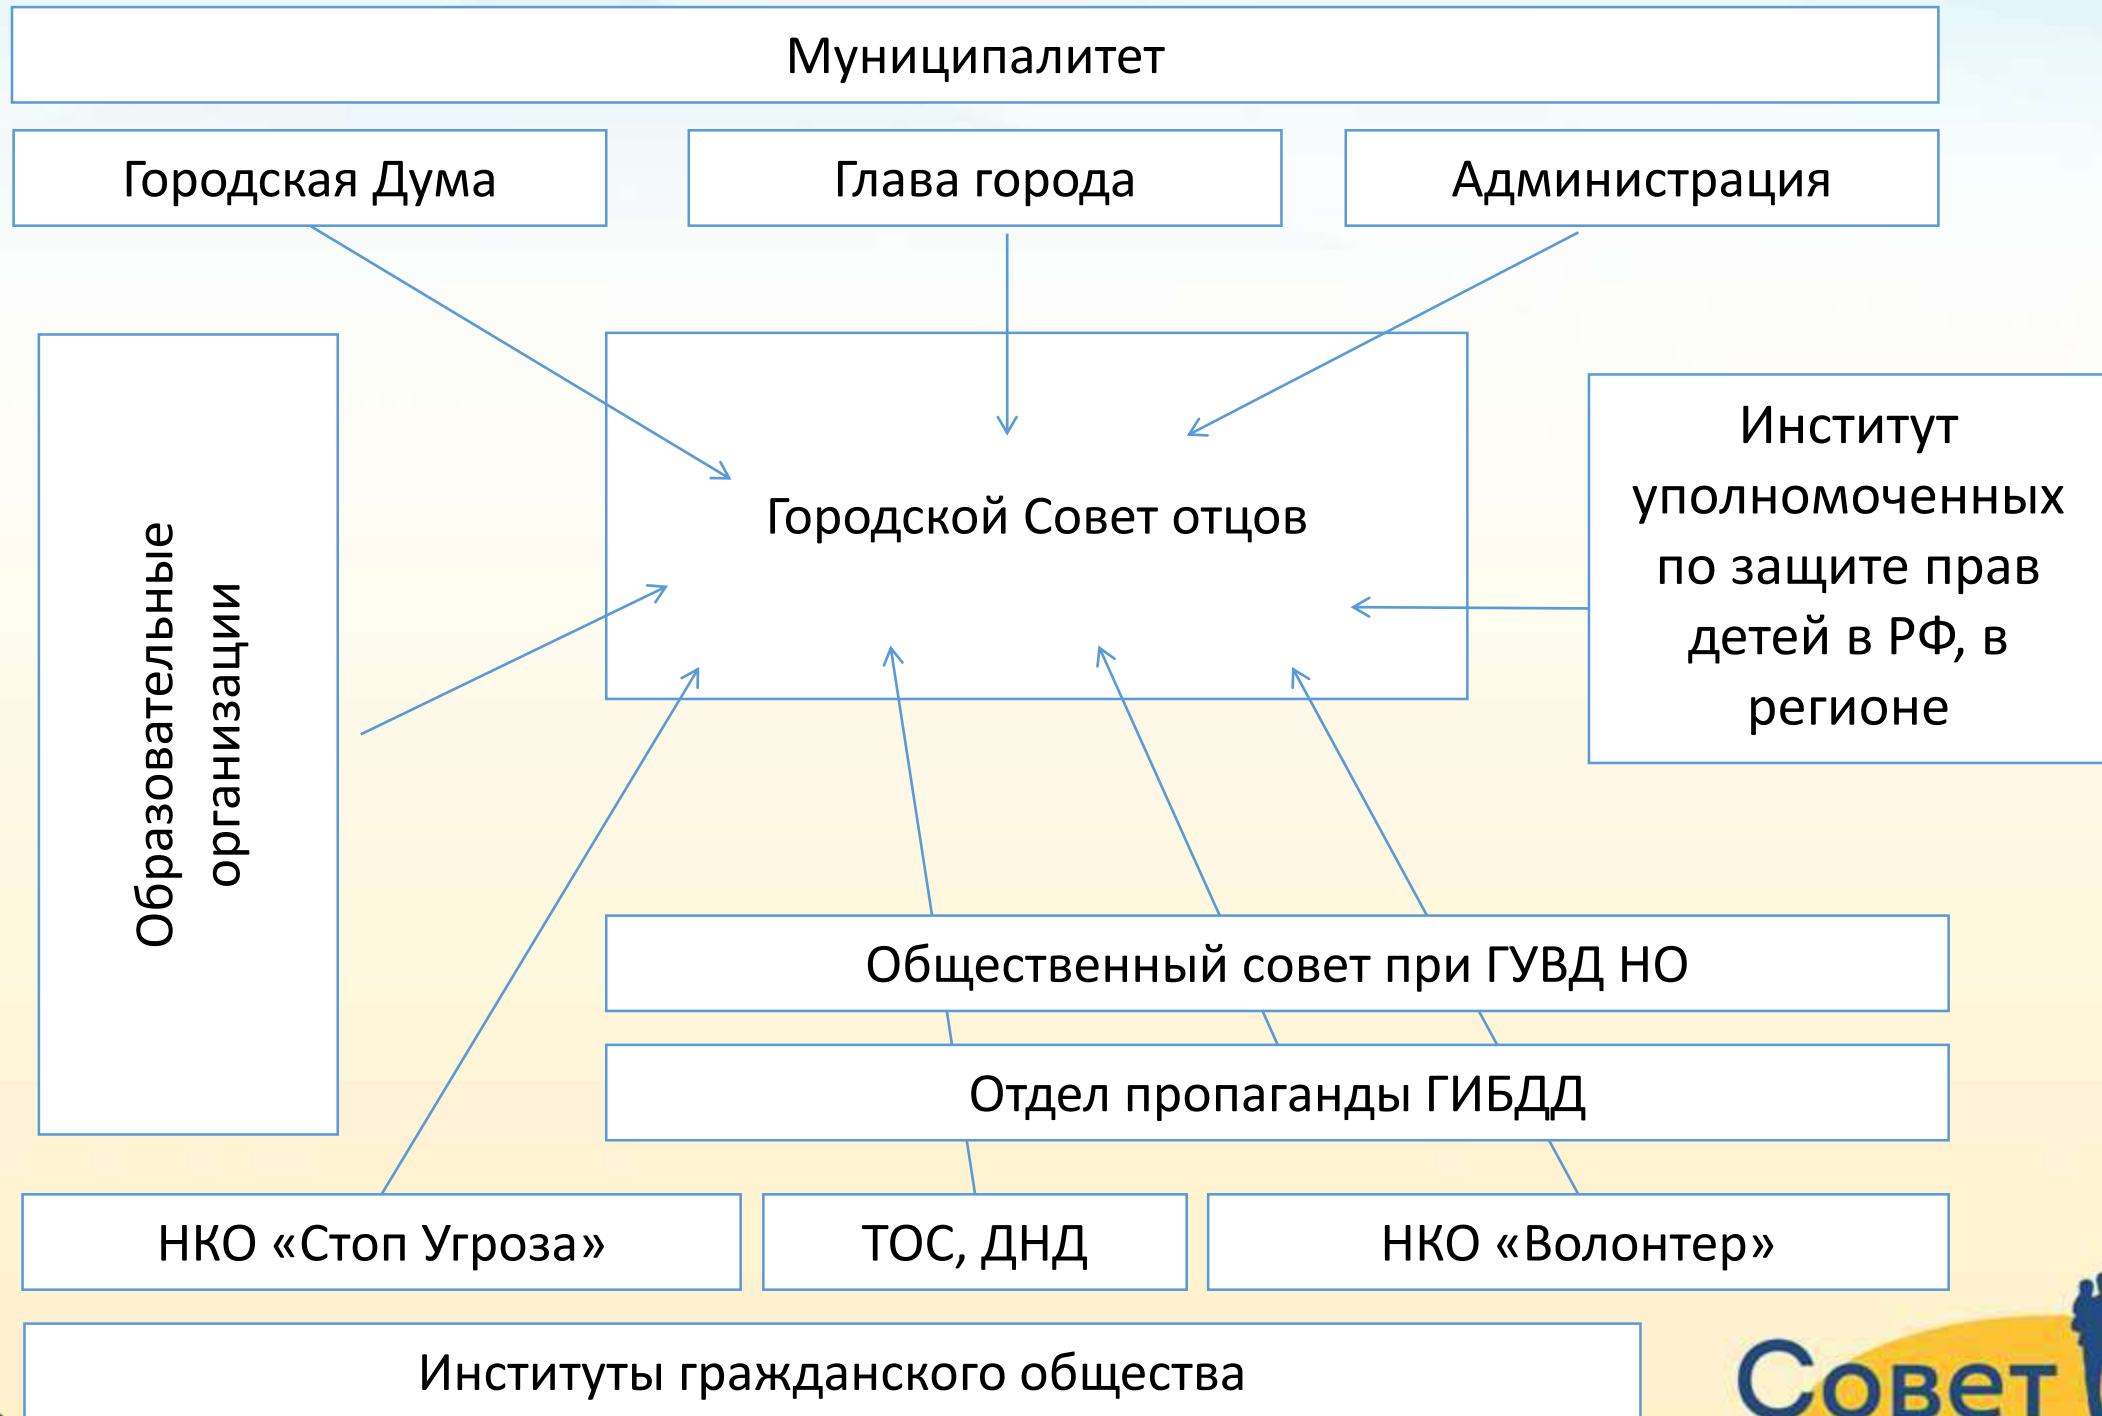 Муниципалитет
Городская Дума
Глава города
Администрация
Образовательные
организации
Городской Совет отцов
Институт
уполномоченных
по защите прав
детей в РФ, в
регионе
Общественный совет при ГУВД НО
Отдел пропаганды ГИБДД
НКО «Стоп Угроза»
ТОС, ДНД
НКО «Волонтер»
Институты гражданского общества
Совет